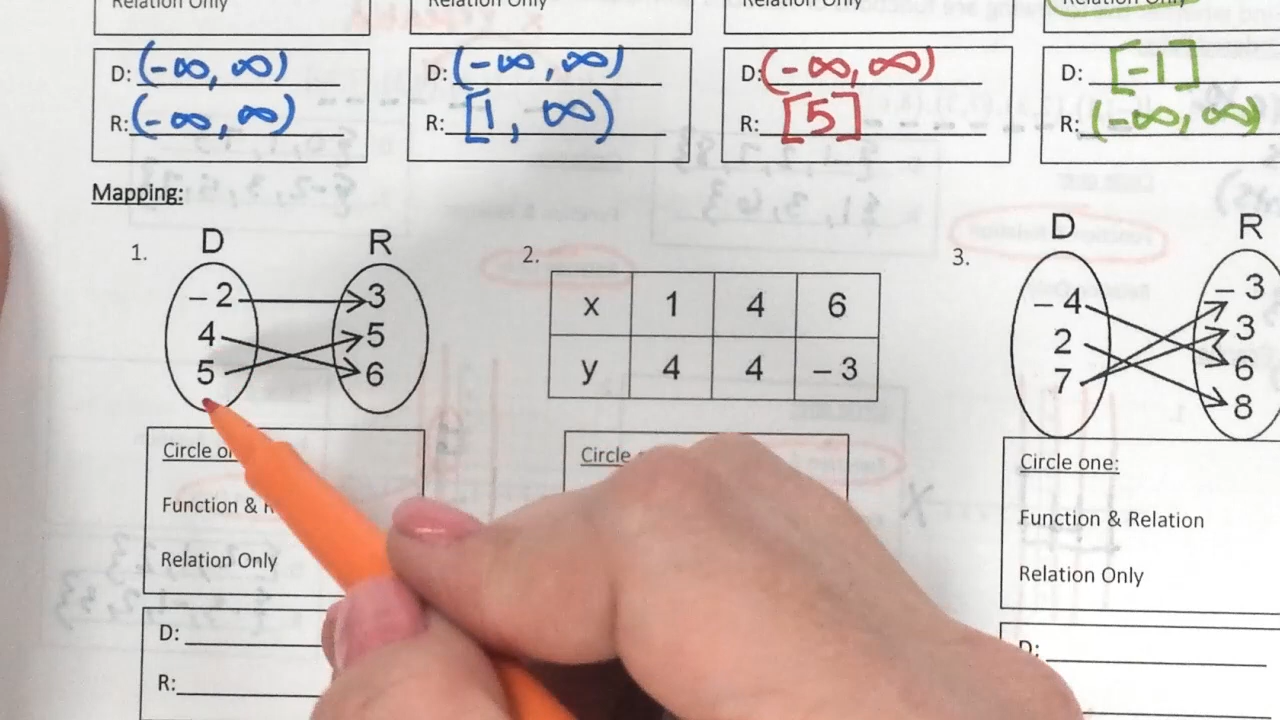 Relation Only
Relation Only
Relation Only
Relation Only
D: (-∞, ∞)
R: (-∞, ∞)
D: (-∞, ∞)
R: [1, ∞)
D: (-∞, ∞)
R: [5]
D: [-1]
R: (-∞, ∞)
Mapping:
1.
D R
-2 3
4 5
5 6
2.
x 1 4 6
y 4 4 -3
3.
D R
-4 -3
2 3
7 6
8
Circle
Function &
Relation Only
D:
R:
Circle
Circle one:
Function & Relation
Relation Only
D: